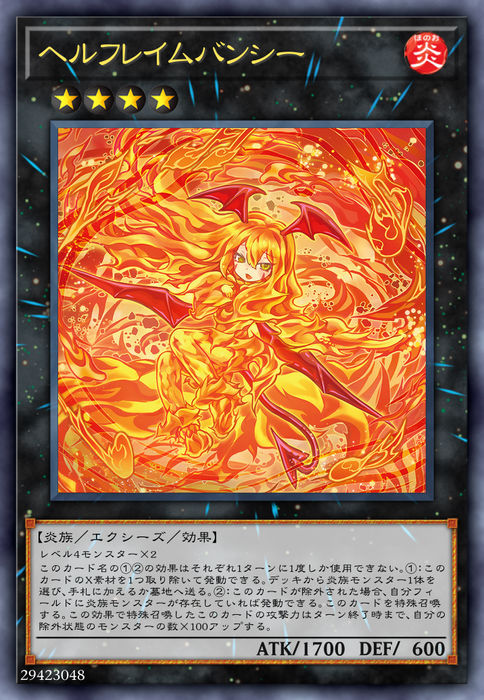 ヘルフレイムバンシー
ほのお
炎
【炎族／エクシーズ／効果】
レベル4モンスター×2
このカード名の①②の効果はそれぞれ1ターンに1度しか使用できない。①：この
カードのX素材を1つ取り除いて発動できる。デッキから炎族モンスター1体を
選び、手札に加えるか墓地へ送る。②：このカードが除外された場合、自分フィ
ールドに炎族モンスターが存在していれば発動できる。このカードを特殊召喚
する。この効果で特殊召喚したこのカードの攻撃力はターン終了時まで、自分の
除外状態のモンスターの数×100アップする。
ATK/1700 DEF/ 600
29423048